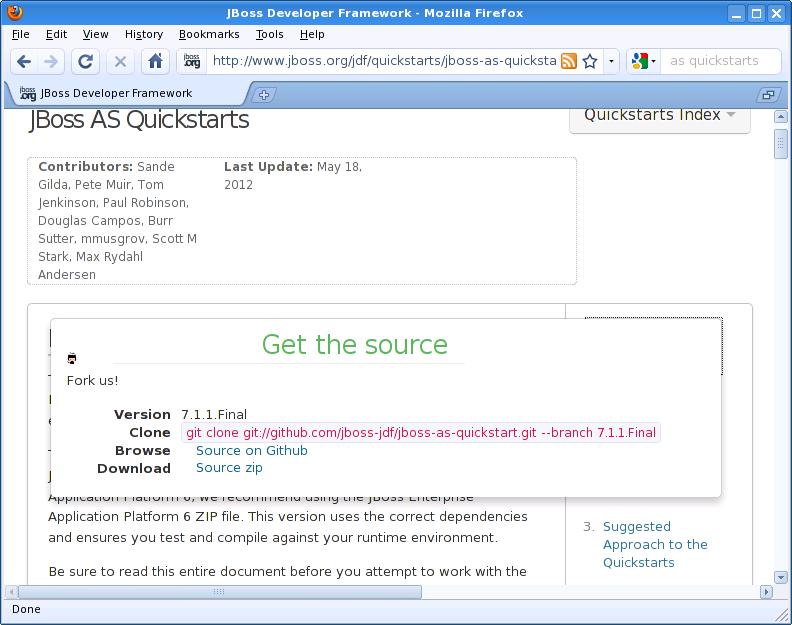 JBoss Developer Framework - Mozilla Firefox
File Edit View History Bookmarks Tools Help
jboss .org http://www.jboss.org/jdf/quickstarts/jboss-as-quicksta as quickstarts
jboss .org JBoss Developer Framework
JBoss AS Quickstarts
Quickstarts Index
Contributors: Sande
Gilda, Pete Muir, Tom
Jenkinson, Paul Robinson,
Douglas Campos, Burr
Sutter, mmusgrov, Scott M
Stark, Max Rydahl
Andersen
Last Update: May 18,
2012
Get the source
Fork us!
Version 7.1.1.Final
Clone git clone git://github.com/jboss-jdf/jboss-as-quickstart.git --branch 7.1.1.Final
Browse Source on Github
Download Source zip
Application Platform 6, we recommend using the JBoss Enterprise
Application Platform 6 ZIP file. This version uses the correct dependencies
and ensures you test and compile against your runtime environment.
Be sure to read this entire document before you attempt to work with the
3. Suggested
Approach to the
Quickstarts
Done